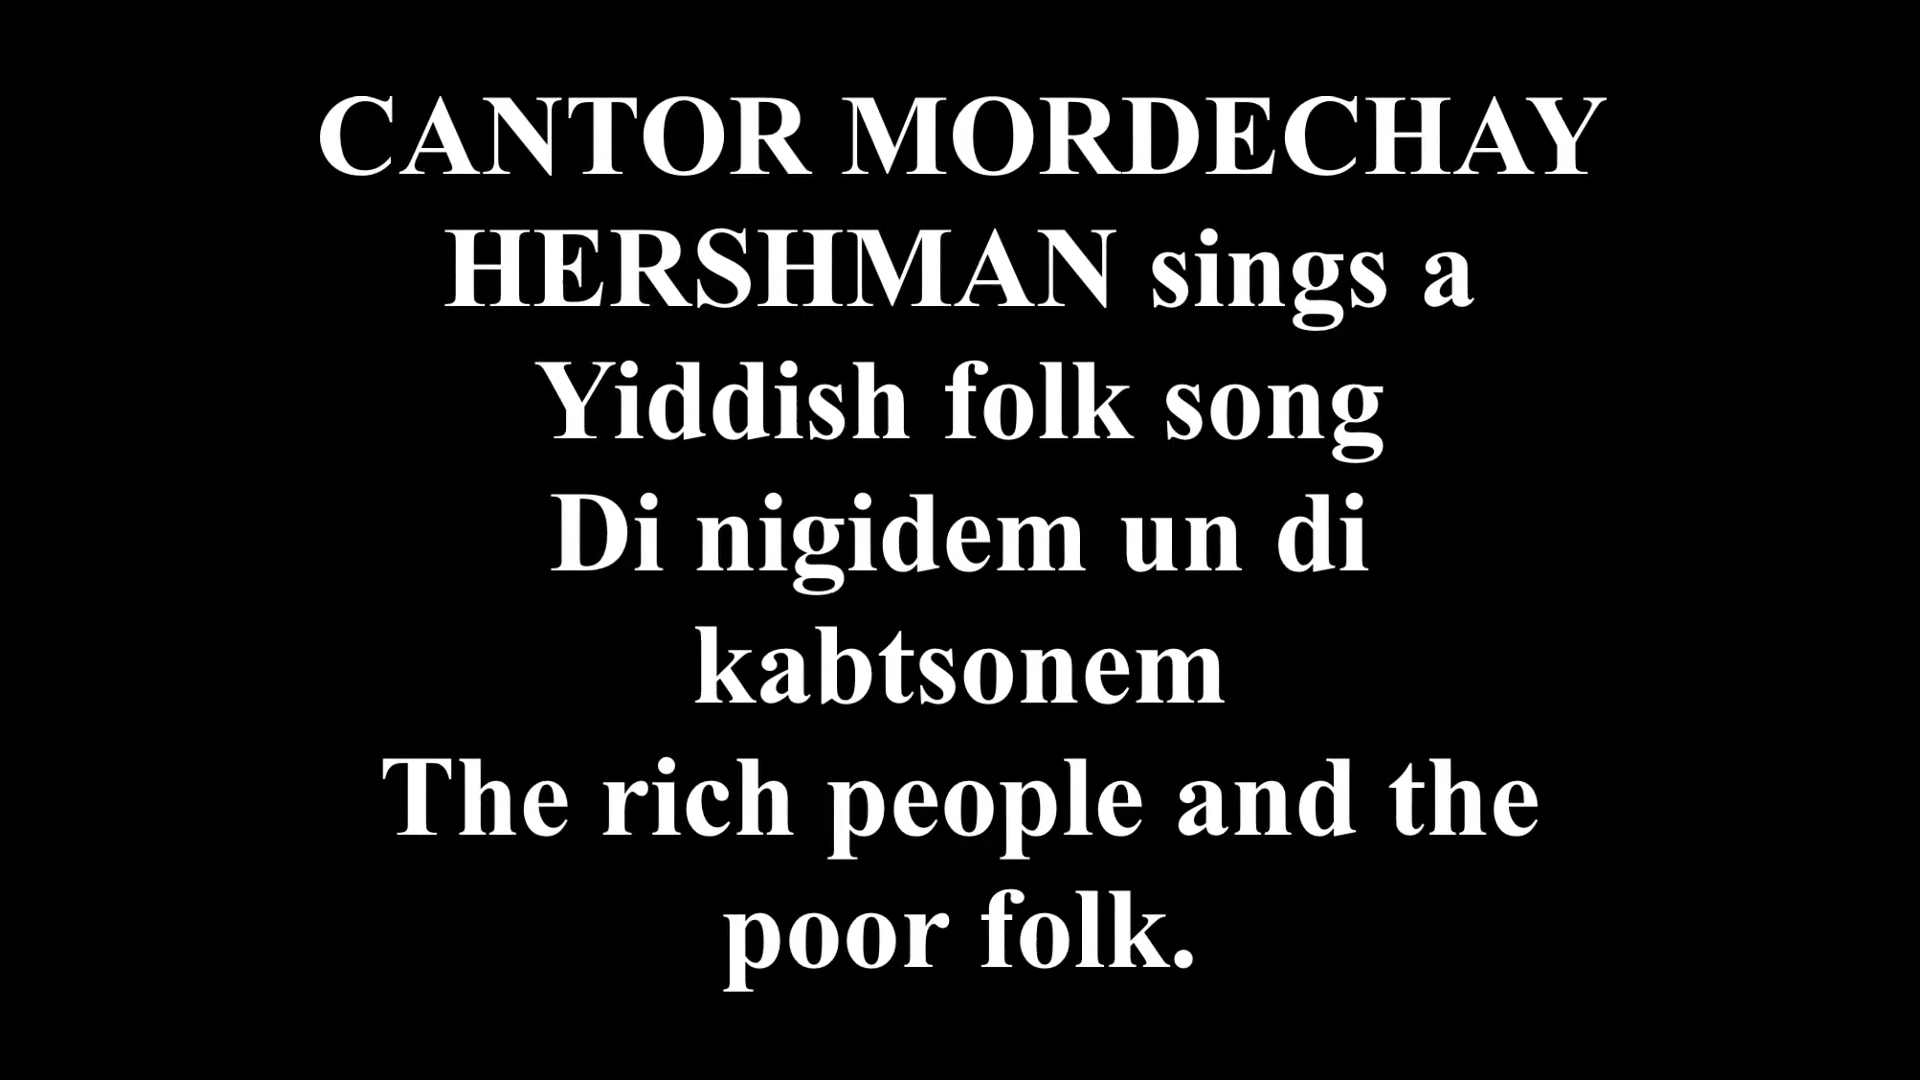 CANTOR MORDECHAY
HERSHMAN sings a
Yiddish folk song
Di nigidem un di
kabtsonem
The rich people and the
poor folk.